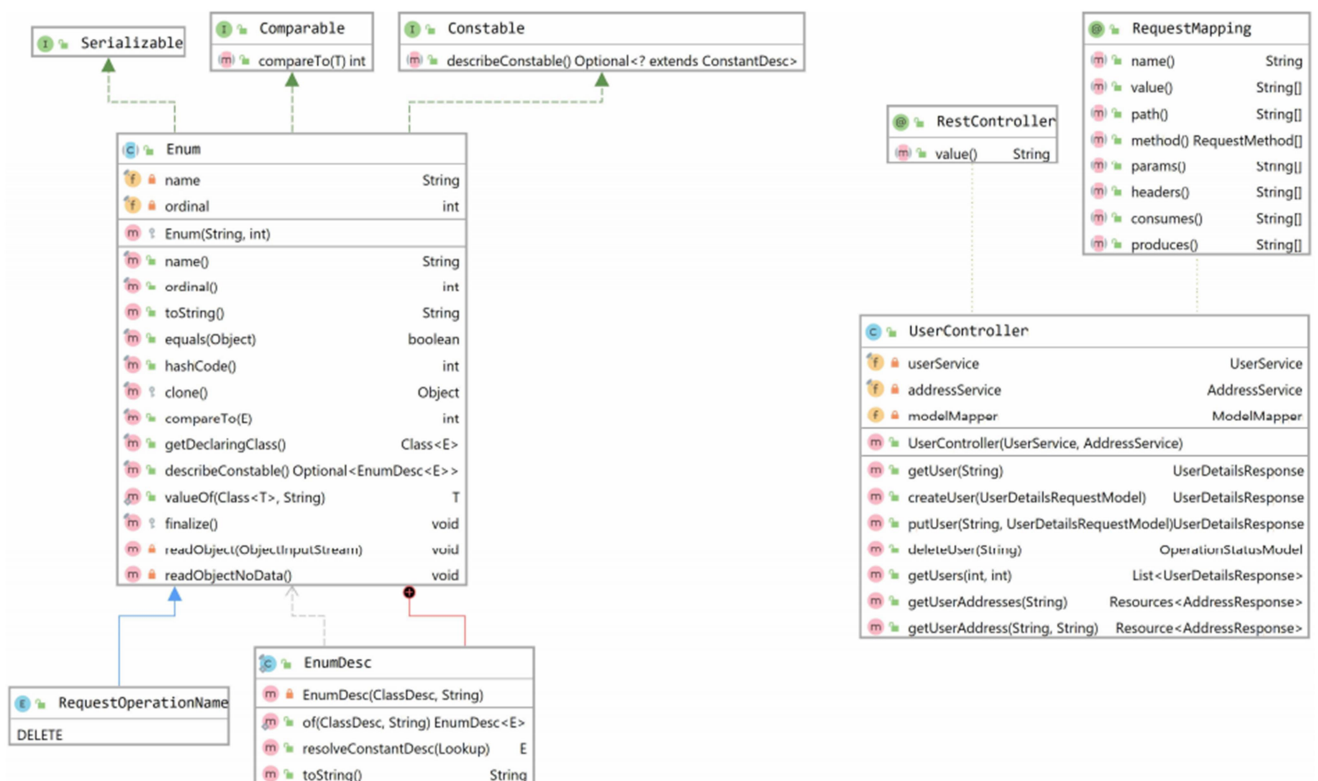 Serializable
Comparable
compareTo(T) int
Constable
describeConstable() Optional<? extends ConstantDesc>
Enum
name String
ordinal int
Enum(String, int)
name() String
ordinal() int
toString() String
equals(Object) boolean
hashCode() int
clone() Object
compareTo(E) int
getDeclaringClass() Class<E>
describeConstable() Optional<EnumDesc<E>>
valueOf(Class<T>, String) T
finalize() void
readObject(ObjectInputStream) void
readObjectNoData() void
RequestOperationName
DELETE
EnumDesc
EnumDesc(ClassDesc, String)
of(ClassDesc, String) EnumDesc<E>
resolveConstantDesc(Lookup) E
toString() String
RestController
value() String
RequestMapping
name() String
value() String[]
path() String[]
method() RequestMethod[]
params() String[]
headers() String[]
consumes() String[]
produces() String[]
UserController
userService UserService
addressService AddressService
modelMapper ModelMapper
UserController(UserService, AddressService)
getUser(String) UserDetailsResponse
createUser(UserDetailsRequestModel) UserDetailsResponse
putUser(String, UserDetailsRequestModel)UserDetailsResponse
deleteUser(String) OperationStatusModel
getUsers(int, int) List<UserDetailsResponse>
getUserAddresses(String) Resources<AddressResponse>
getUserAddress(String, String) Resource<AddressResponse>